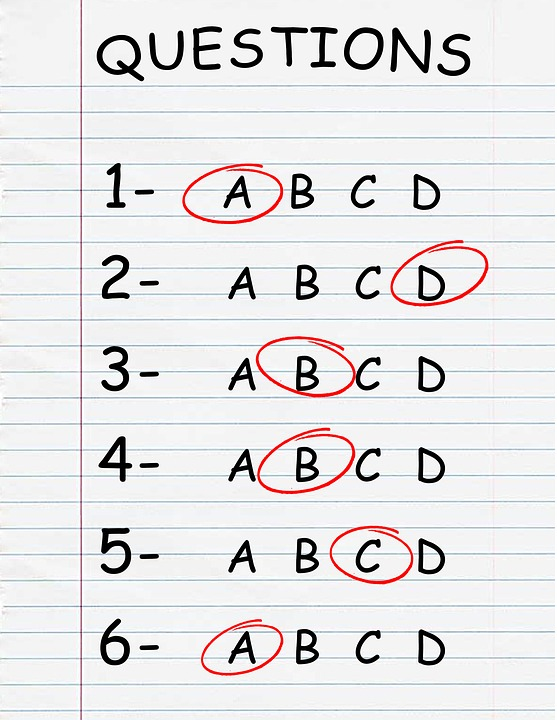 QUESTIONS
1- A B C D
2- A B C D
3- A B C D
4- A B C D
5- A B C D
6- A B C D